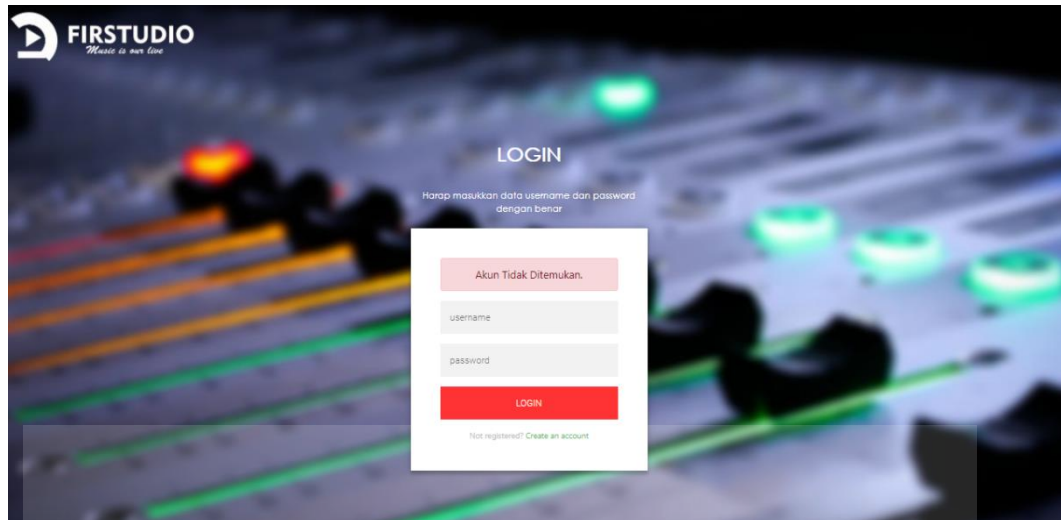 FIRSTUDIO
Music is our live
LOGIN
Harap masukkan data username dan password
dengan benar
Akun Tidak Ditemukan.
username
password
LOGIN
Not registered? Create an account